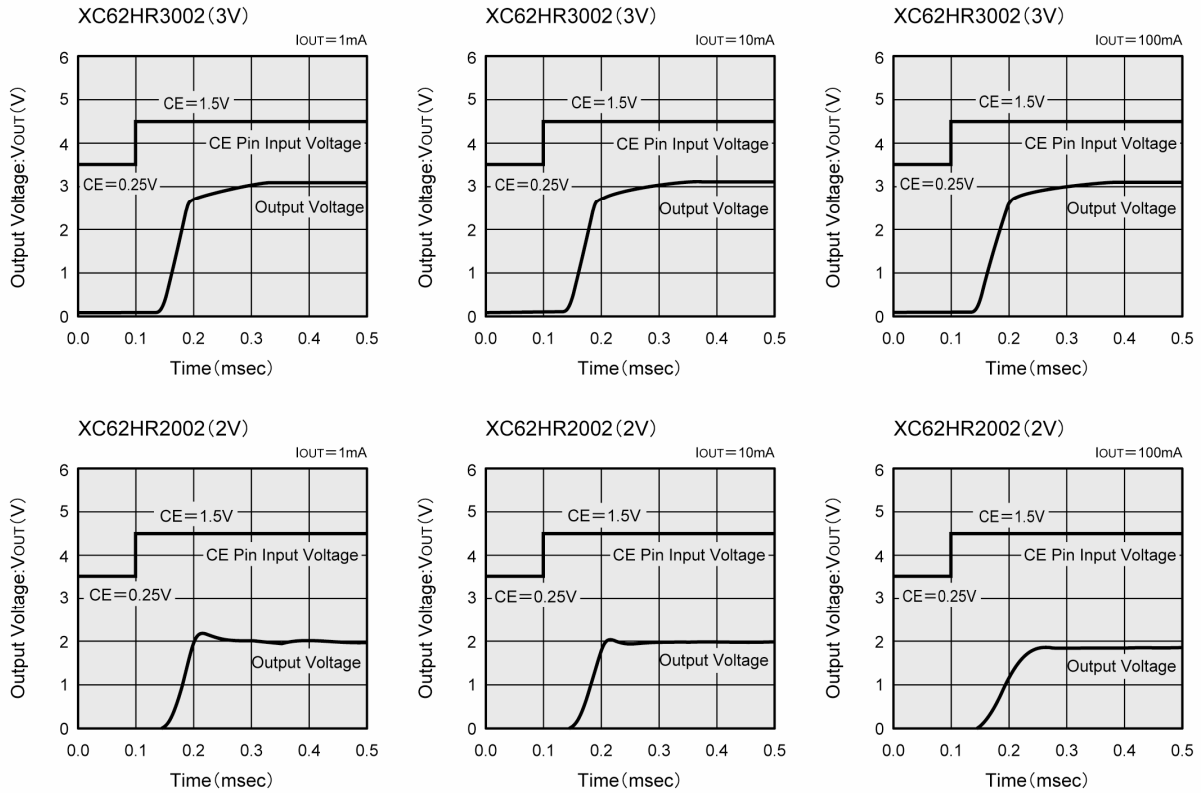 XC62HR3002(3V)
IOUT=1mA
Output Voltage:VOUT(V)
6
5
4
3
2
1
0
CE=1.5V
CE Pin Input Voltage
CE=0.25V
Output Voltage
0.0 0.1 0.2 0.3 0.4 0.5
Time(msec)
XC62HR3002(3V)
IOUT=10mA
Output Voltage:VOUT(V)
6
5
4
3
2
1
0
CE=1.5V
CE Pin Input Voltage
CE=0.25V
Output Voltage
0.0 0.1 0.2 0.3 0.4 0.5
Time(msec)
XC62HR3002(3V)
IOUT=100mA
Output Voltage:VOUT(V)
6
5
4
3
2
1
0
CE=1.5V
CE Pin Input Voltage
CE=0.25V
Output Voltage
0.0 0.1 0.2 0.3 0.4 0.5
Time(msec)
XC62HR2002(2V)
IOUT=1mA
Output Voltage:VOUT(V)
6
5
4
3
2
1
0
CE=1.5V
CE Pin Input Voltage
CE=0.25V
Output Voltage
0.0 0.1 0.2 0.3 0.4 0.5
Time(msec)
XC62HR2002(2V)
IOUT=10mA
Output Voltage:VOUT(V)
6
5
4
3
2
1
0
CE=1.5V
CE Pin Input Voltage
CE=0.25V
Output Voltage
0.0 0.1 0.2 0.3 0.4 0.5
Time(msec)
XC62HR2002(2V)
IOUT=100mA
Output Voltage:VOUT(V)
6
5
4
3
2
1
0
CE=1.5V
CE Pin Input Voltage
CE=0.25V
Output Voltage
0.0 0.1 0.2 0.3 0.4 0.5
Time(msec)